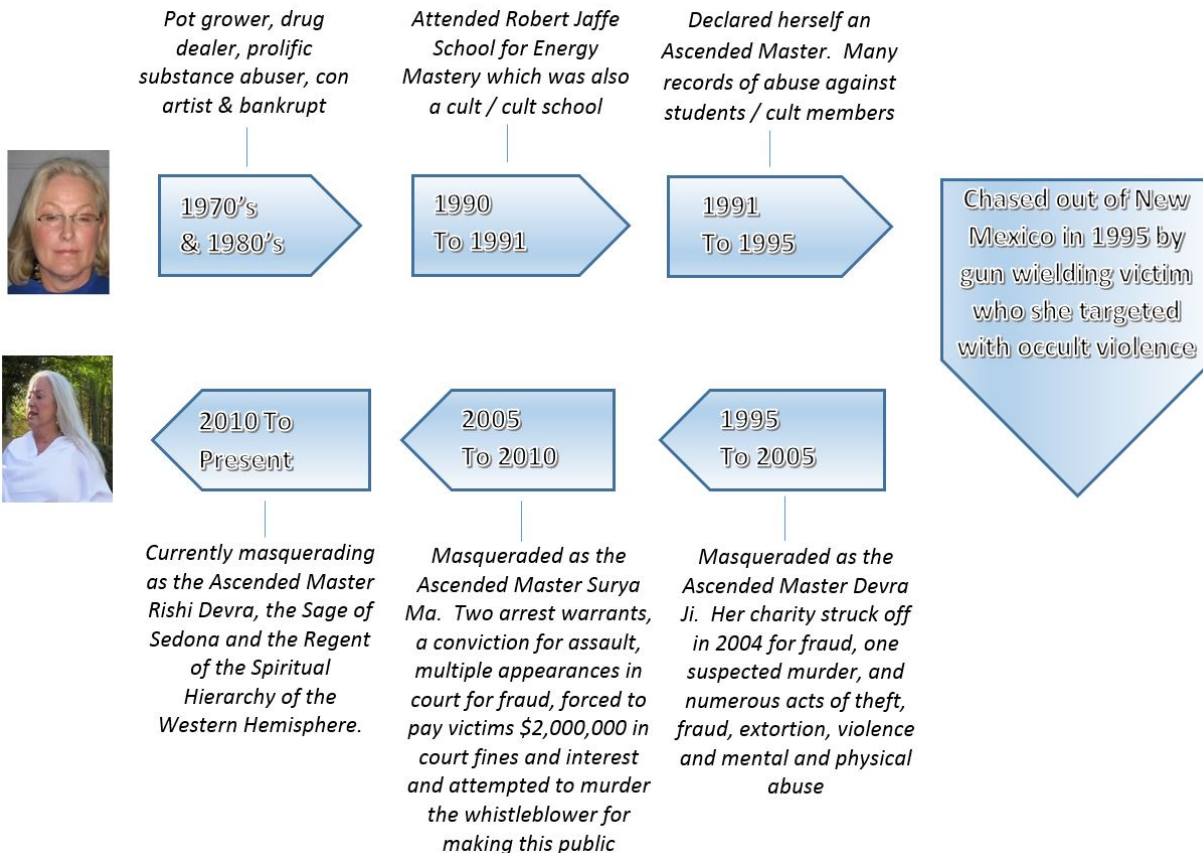 Pot grower, drug
dealer, prolific
substance abuser, con
artist & bankrupt
Attended Robert Jaffe
School for Energy
Mastery which was also
a cult / cult school
Declared herself an
Ascended Master.  Many
records of abuse against
students / cult members
1970's
& 1980's
1990
To 1991
1991
To 1995
Chased out of New
Mexico in 1995 by
gun wielding victim
who she targeted
with occult violence
1995
To 2005
2005
To 2010
2010 To
Present
Masqueraded as the
Ascended Master Devra
Ji.  Her charity struck off
in 2004 for fraud, one
suspected murder, and
numerous acts of theft,
fraud, extortion, violence
and mental and physical
abuse
Masqueraded as the
Ascended Master Surya
Ma.  Two arrest warrants,
a conviction for assault,
multiple appearances in
court for fraud, forced to
pay victims $2,000,000 in
court fines and interest
and attempted to murder
the whistleblower for
making this public
Currently masquerading
as the Ascended Master
Rishi Devra, the Sage of
Sedona and the Regent
of the Spiritual
Hierarchy of the
Western Hemisphere.